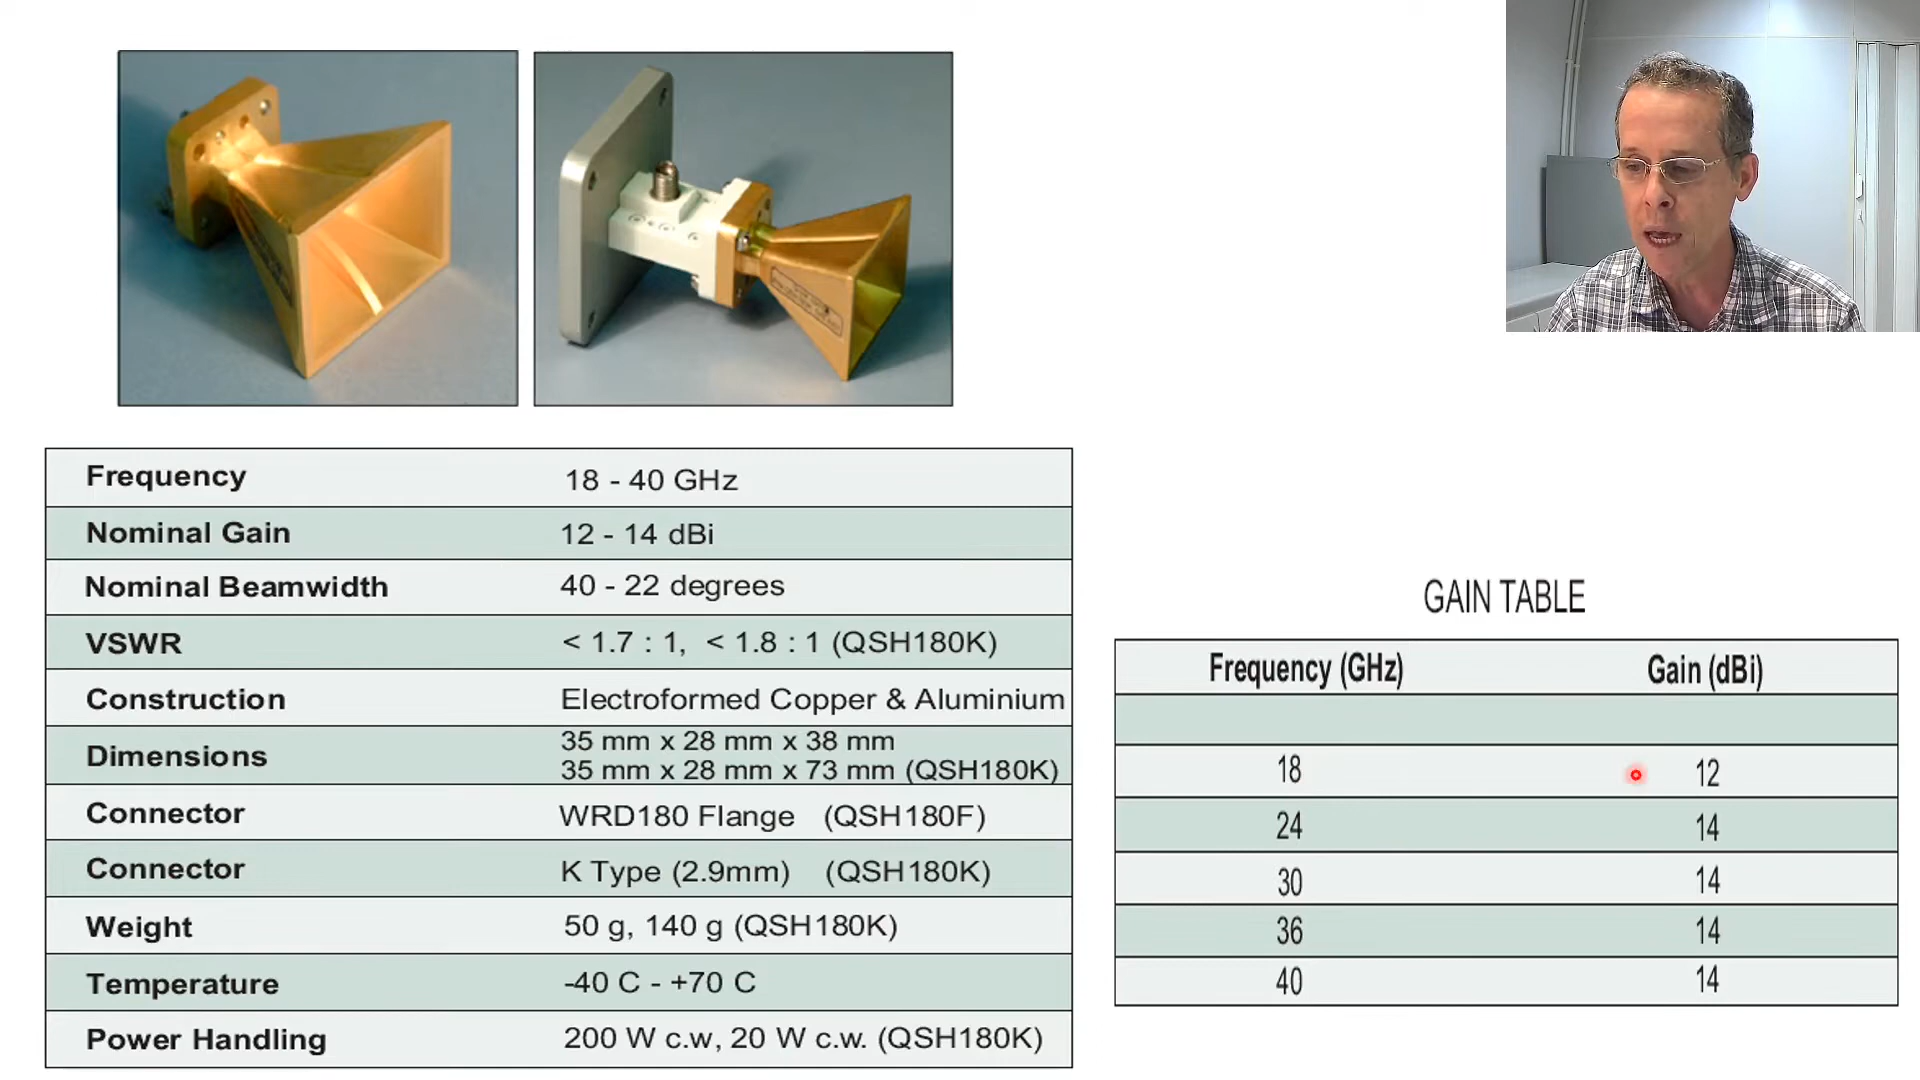 Frequency 18 - 40 GHz
Nominal Gain 12 - 14 dBi
Nominal Beamwidth 40 - 22 degrees
VSWR < 1.7 : 1, < 1.8 : 1 (QSH180K)
Construction Electroformed Copper & Aluminium
Dimensions 35 mm x 28 mm x 38 mm
35 mm x 28 mm x 73 mm (QSH180K)
Connector WRD180 Flange (QSH180F)
Connector K Type (2.9mm) (QSH180K)
Weight 50 g, 140 g (QSH180K)
Temperature -40 C - +70 C
Power Handling 200 W c.w, 20 W c.w. (QSH180K)
GAIN TABLE
Frequency (GHz) Gain (dBi)
18 12
24 14
30 14
36 14
40 14